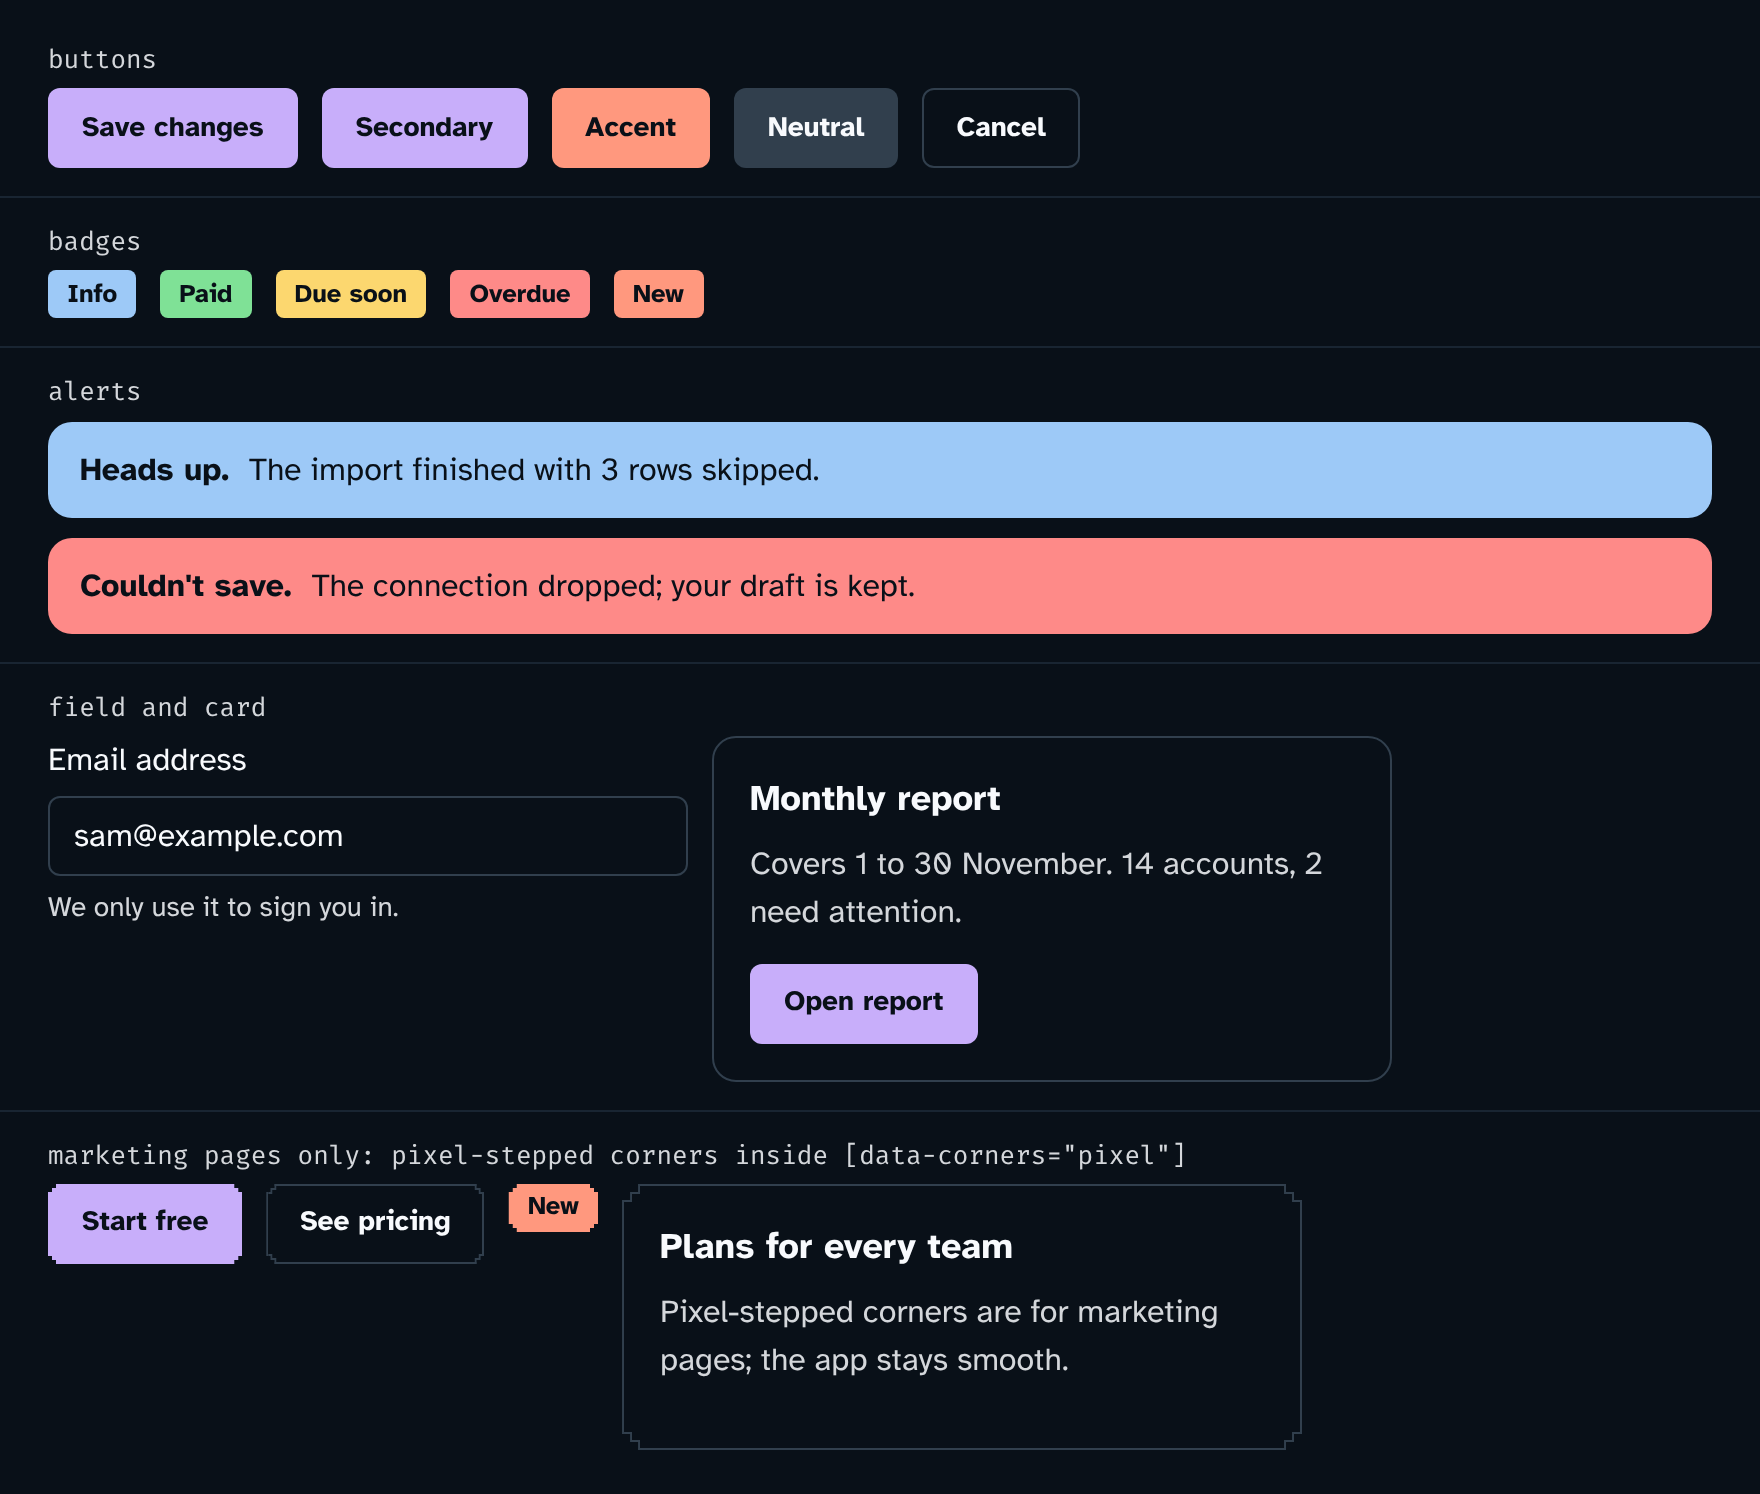 buttons
Save changes Secondary Accent Neutral Cancel
badges
Info Paid Due soon Overdue New
alerts
Heads up. The import finished with 3 rows skipped.
Couldn't save. The connection dropped; your draft is kept.
field and card
Email address
sam@example.com
We only use it to sign you in.
Monthly report
Covers 1 to 30 November. 14 accounts, 2
need attention.
Open report
marketing pages only: pixel-stepped corners inside [data-corners="pixel"]
Start free See pricing New
Plans for every team
Pixel-stepped corners are for marketing
pages; the app stays smooth.